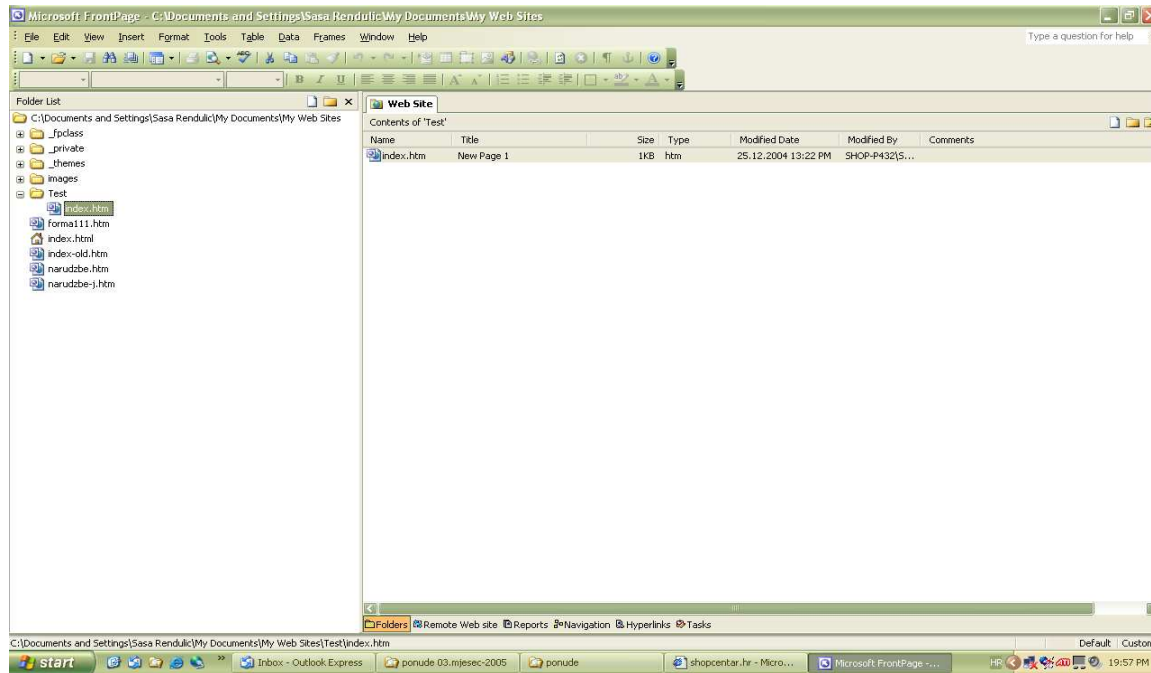 Microsoft FrontPage - C:\Documents and Settings\Sasa Rendulic\My Documents\My Web Sites
File Edit View Insert Format Tools Table Data Frames Window Help
Type a question for help
B I U
Folder List
Web Site
C:\Documents and Settings\Sasa Rendulic\My Documents\My Web Sites
Contents of 'Test'
_fpclass
_private
_themes
images
Test
index.htm
forma111.htm
index.html
index-old.htm
narudzbe.htm
narudzbe-j.htm
Name Title Size Type Modified Date Modified By Comments
index.htm New Page 1 1KB htm 25.12.2004 13:22 PM SHOP-P432\S...
Folders Remote Web site Reports Navigation Hyperlinks Tasks
C:\Documents and Settings\Sasa Rendulic\My Documents\My Web Sites\Test\index.htm
Default Custon
start Inbox - Outlook Express ponude 03.mjesec-2005 ponude shopcentar.hr - Micro... Microsoft FrontPage -... HR 19:57 PM